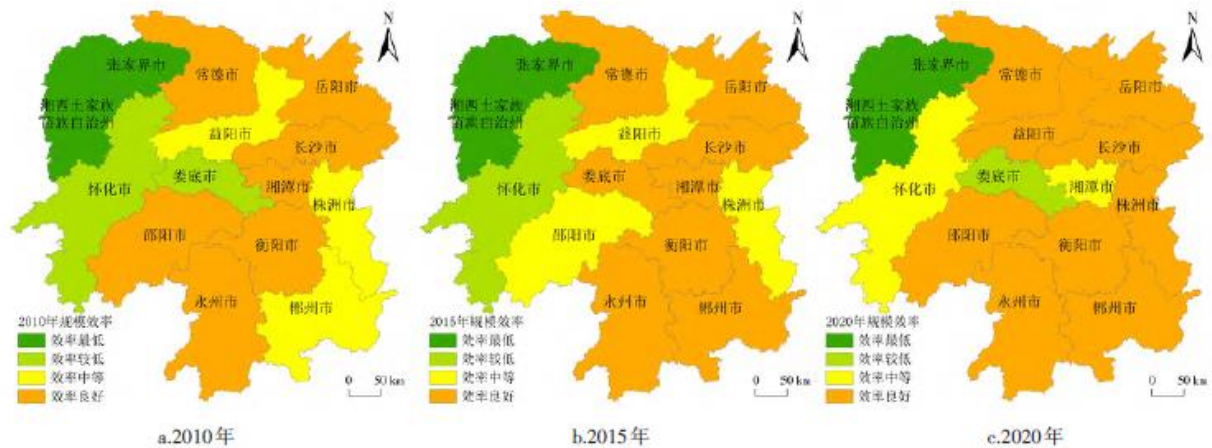 N
张家界市
常德市
岳阳市
湘西土家族
苗族自治州
益阳市
长沙市
怀化市
娄底市
湘潭市
株洲市
邵阳市
衡阳市
永州市
郴州市
2010年规模效率
效率最低
效率较低
效率中等
效率良好
0 50 km
a.2010年
N
张家界市
常德市
岳阳市
湘西土家族
苗族自治州
益阳市
长沙市
怀化市
娄底市
湘潭市
株洲市
邵阳市
衡阳市
永州市
郴州市
2015年规模效率
效率最低
效率较低
效率中等
效率良好
0 50 km
b.2015年
N
张家界市
常德市
岳阳市
湘西土家族
苗族自治州
益阳市
长沙市
怀化市
娄底市
湘潭市
株洲市
邵阳市
衡阳市
永州市
郴州市
2020年规模效率
效率最低
效率较低
效率中等
效率良好
0 50 km
c.2020年